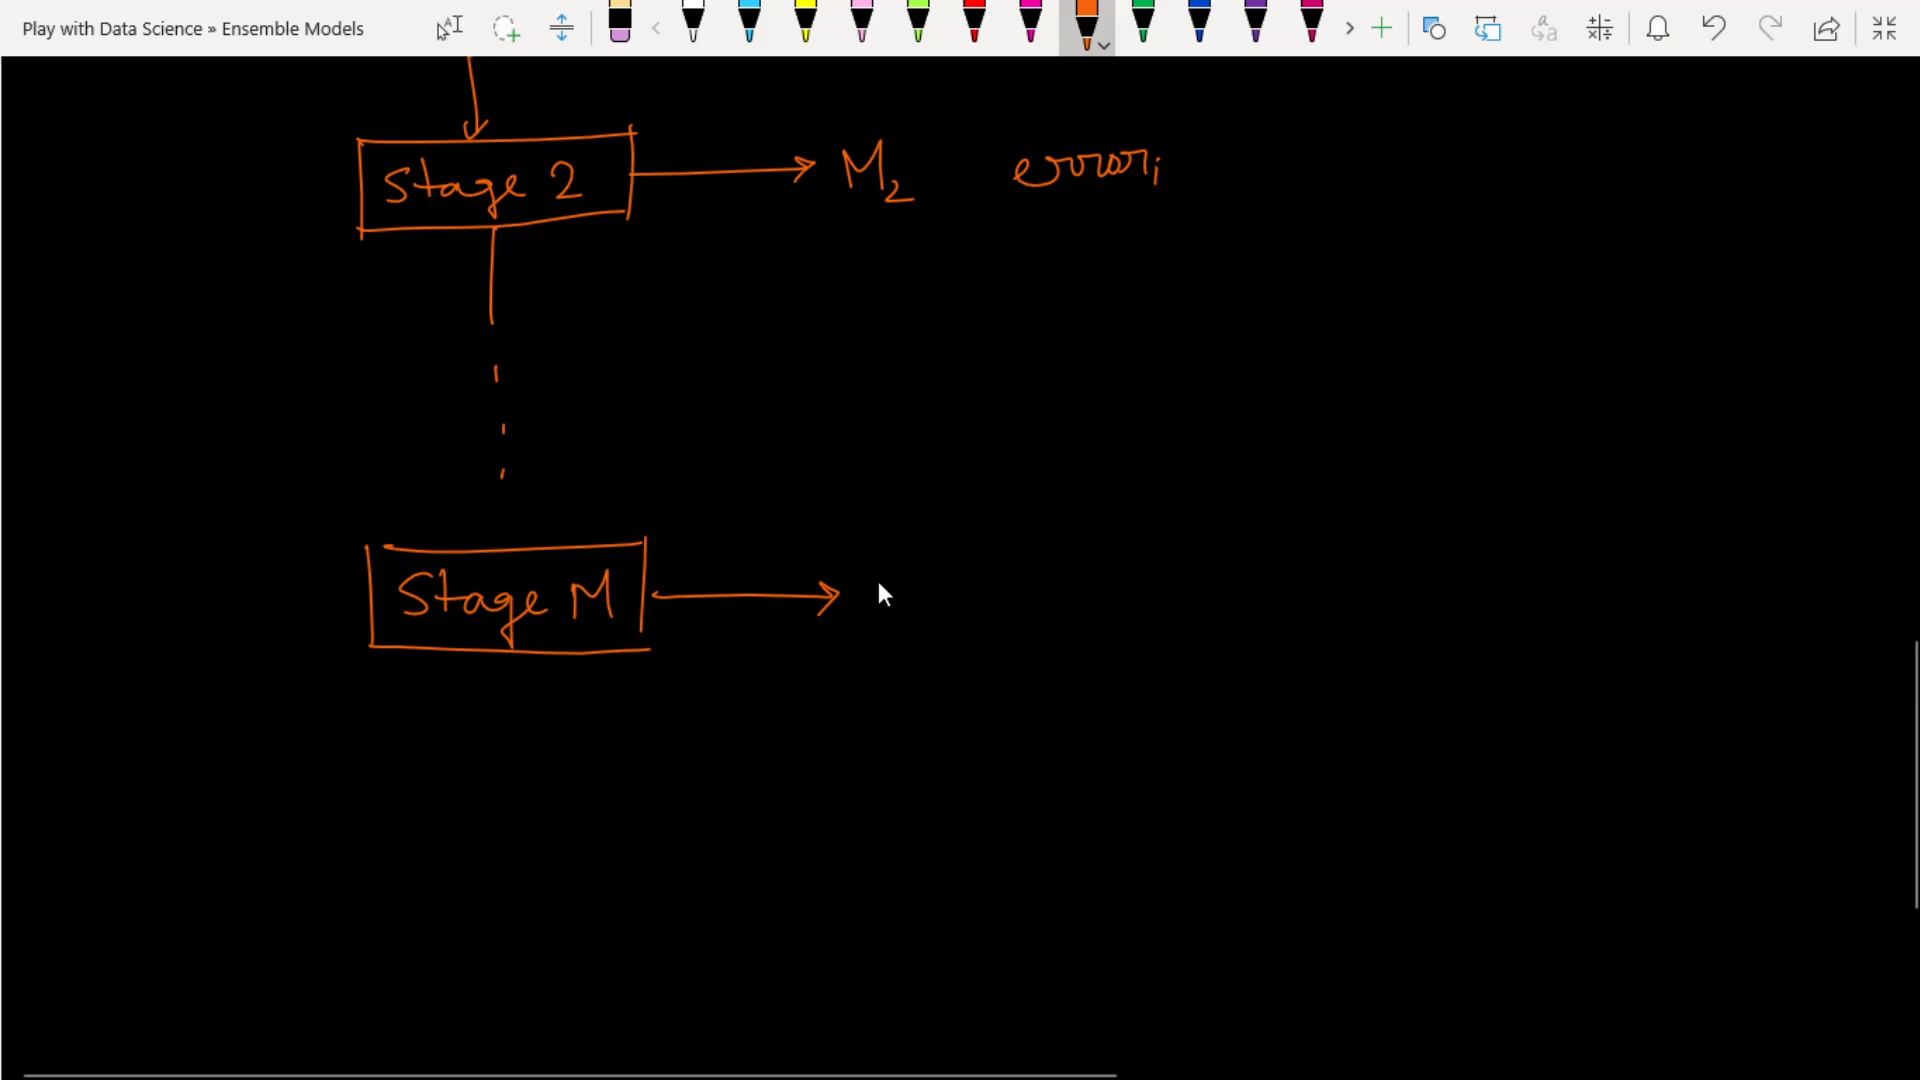 Play with Data Science » Ensemble Models
Stage 2 M₂ errorᵢ
Stage M